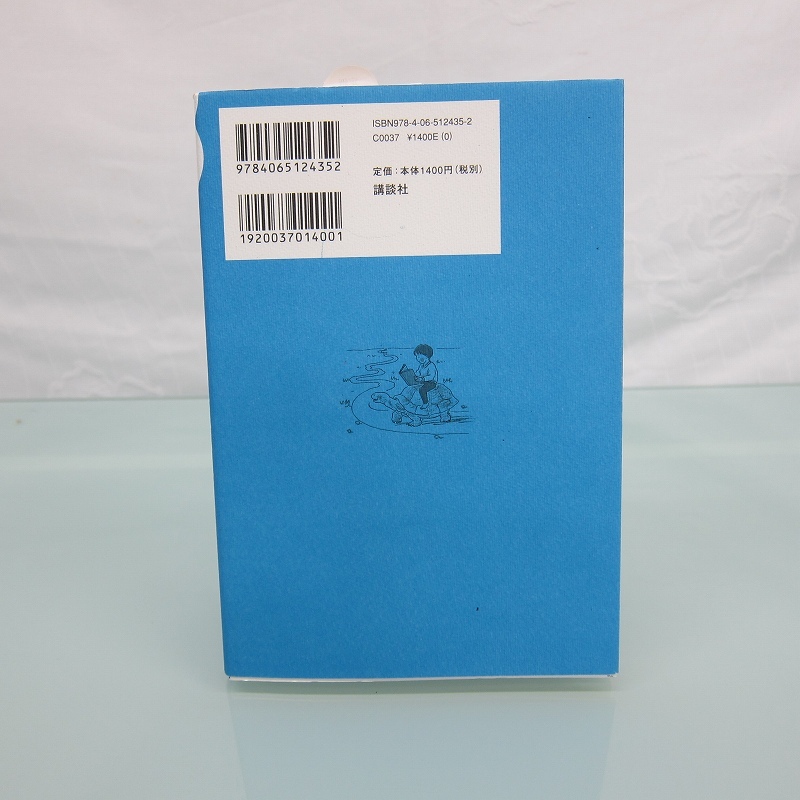 ISBN978-4-06-512435-2
C0037 ¥1400E (0)
9784065124352
定価：本体1400円（税別）
講談社
1920037014001